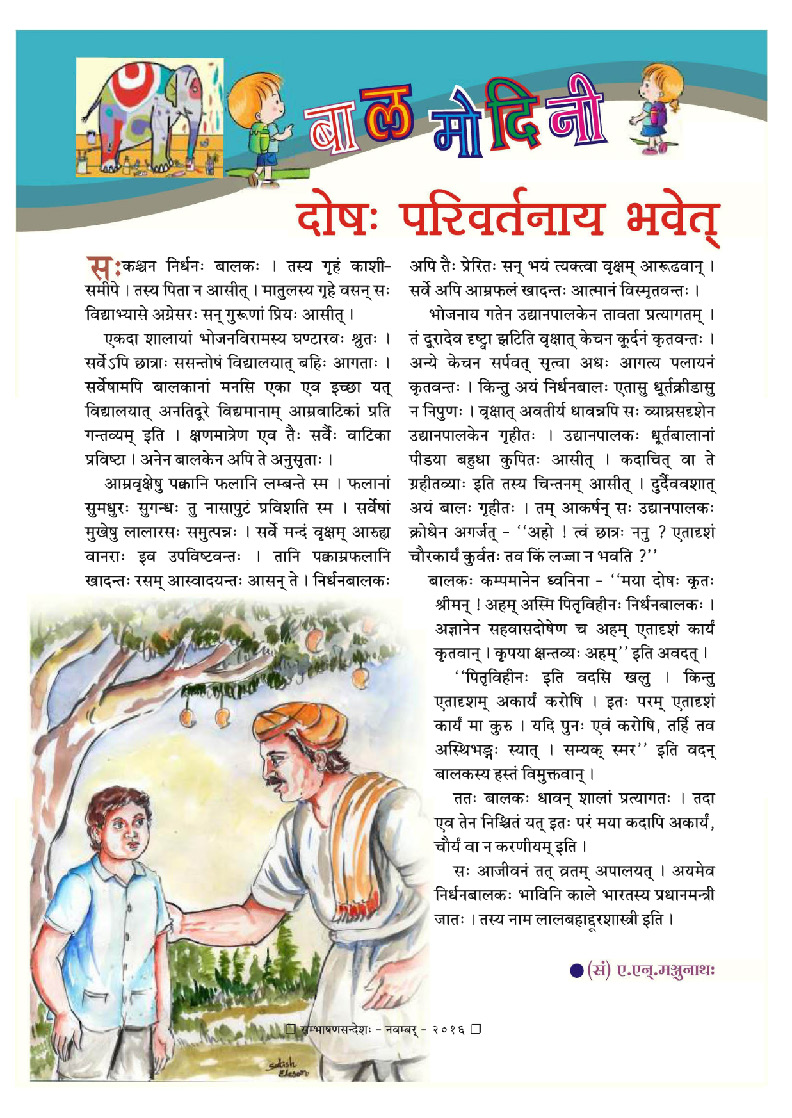 बाल मोदिनी
दोषः परिवर्तनाय भवेत्
सः कश्चन निर्धनः बालकः । तस्य गृहं काशी-
समीपे । तस्य पिता न आसीत् । मातुलस्य गृहे वसन् सः
विद्याभ्यासे अग्रेसरः सन् गुरूणां प्रियः आसीत् ।
एकदा शालायां भोजनविरामस्य घण्टारवः श्रुतः ।
सर्वेऽपि छात्राः ससन्तोषं विद्यालयात् बहिः आगताः ।
सर्वेषामपि बालकानां मनसि एका एव इच्छा यत्
विद्यालयात् अनतिदूरे विद्यमानाम् आम्रवाटिकां प्रति
गन्तव्यम् इति । क्षणमात्रेण एव तैः सर्वैः वाटिका
प्रविष्टा । अनेन बालकेन अपि ते अनुसृताः ।
आम्रवृक्षेषु पक्वानि फलानि लम्बन्ते स्म । फलानां
सुमधुरः सुगन्धः तु नासापुटं प्रविशति स्म । सर्वेषां
मुखेषु लालारसः समुत्पन्नः । सर्वे मन्दं वृक्षम् आरुह्य
वानराः इव उपविष्टवन्तः । तानि पक्वाम्रफलानि
खादन्तः रसम् आस्वादयन्तः आसन् ते । निर्धनबालकः
अपि तैः प्रेरितः सन् भयं त्यक्त्वा वृक्षम् आरूढवान् ।
सर्वे अपि आम्रफलं खादन्तः आत्मानं विस्मृतवन्तः ।
भोजनाय गतेन उद्यानपालकेन तावता प्रत्यागतम् ।
तं दूरादेव दृष्ट्वा झटिति वृक्षात् केचन कूर्दनं कृतवन्तः ।
अन्ये केचन सर्पवत् सृत्वा अधः आगत्य पलायनं
कृतवन्तः । किन्तु अयं निर्धनबालः एतासु धूर्तक्रीडासु
न निपुणः । वृक्षात् अवतीर्य धावन्नपि सः व्याघ्रसदृशेन
उद्यानपालकेन गृहीतः । उद्यानपालकः धूर्तबालानां
पीडया बहुधा कुपितः आसीत् । कदाचित् वा ते
ग्रहीतव्याः इति तस्य चिन्तनम् आसीत् । दुर्दैववशात्
अयं बालः गृहीतः । तम् आकर्षन् सः उद्यानपालकः
क्रोधेन अगर्जत् - ‘‘अहो ! त्वं छात्रः ननु ? एतादृशं
चौरकार्यं कुर्वतः तव किं लज्जा न भवति ?’’
बालकः कम्पमानेन ध्वनिना - ‘‘मया दोषः कृतः
श्रीमन् ! अहम् अस्मि पितृविहीनः निर्धनबालकः ।
अज्ञानेन सहवासदोषेण च अहम् एतादृशं कार्यं
कृतवान् । कृपया क्षन्तव्यः अहम्’’ इति अवदत् ।
‘‘पितृविहीनः इति वदसि खलु । किन्तु
एतादृशम् अकार्यं करोषि । इतः परम् एतादृशं
कार्यं मा कुरु । यदि पुनः एवं करोषि, तर्हि तव
अस्थिभङ्गः स्यात् । सम्यक् स्मर’’ इति वदन्
बालकस्य हस्तं विमुक्तवान् ।
ततः बालकः धावन् शालां प्रत्यागतः । तदा
एव तेन निश्चितं यत् इतः परं मया कदापि अकार्यं,
चौर्यं वा न करणीयम् इति ।
सः आजीवनं तत् व्रतम् अपालयत् । अयमेव
निर्धनबालकः भाविनि काले भारतस्य प्रधानमन्त्री
जातः । तस्य नाम लालबहाद्दूरशास्त्री इति ।
● (सं) ए.एन्.मञ्जुनाथः
□ सम्भाषणसन्देशः - नवम्बर् - २०१६ □
Satish